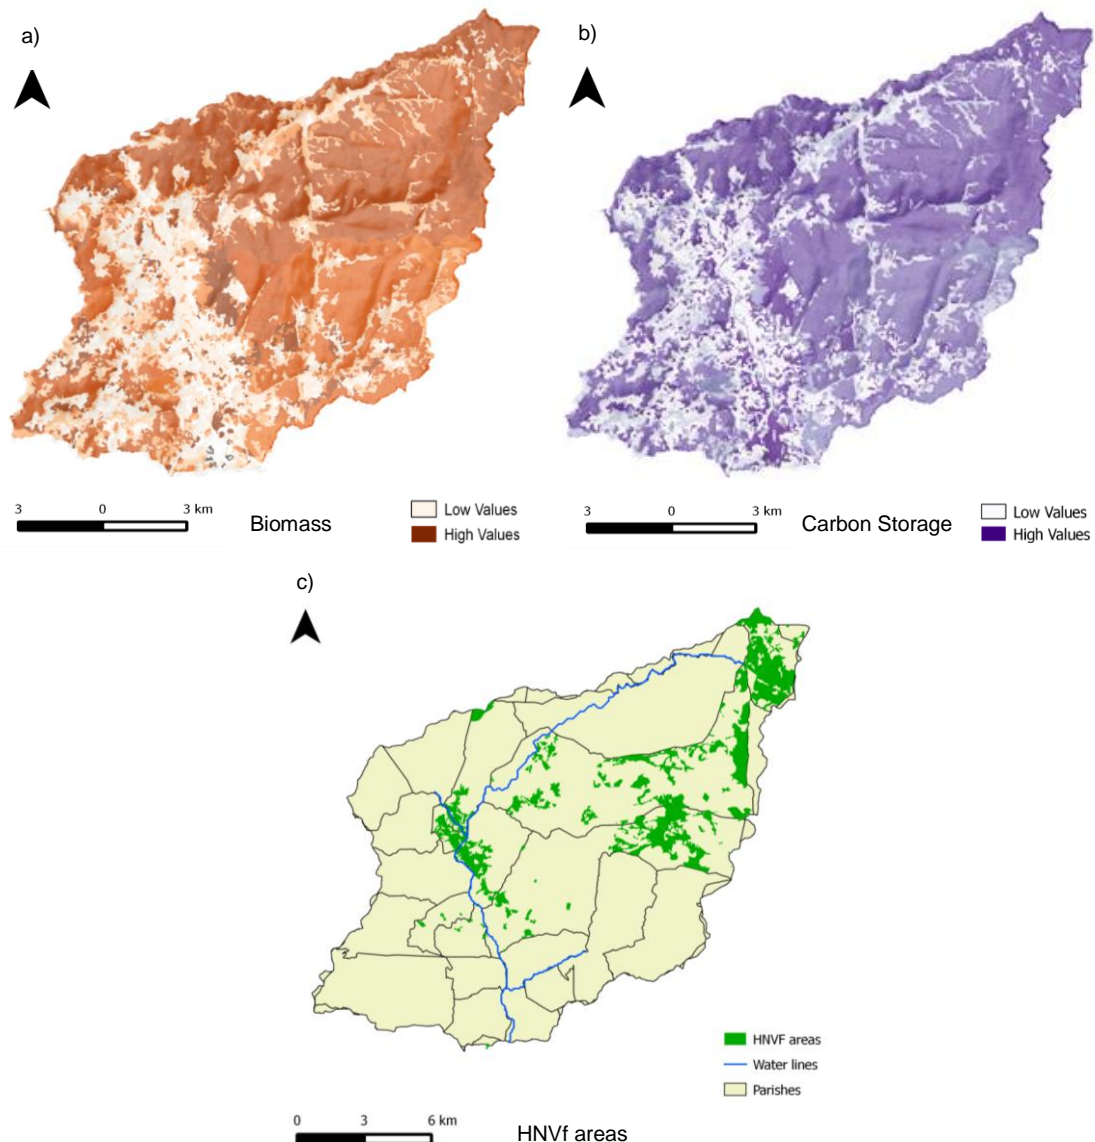 a)
b)
3 0 3 km
Biomass
Low Values
High Values
3 0 3 km
Carbon Storage
Low Values
High Values
c)
HNVF areas
Water lines
Parishes
0 3 6 km
HNVf areas